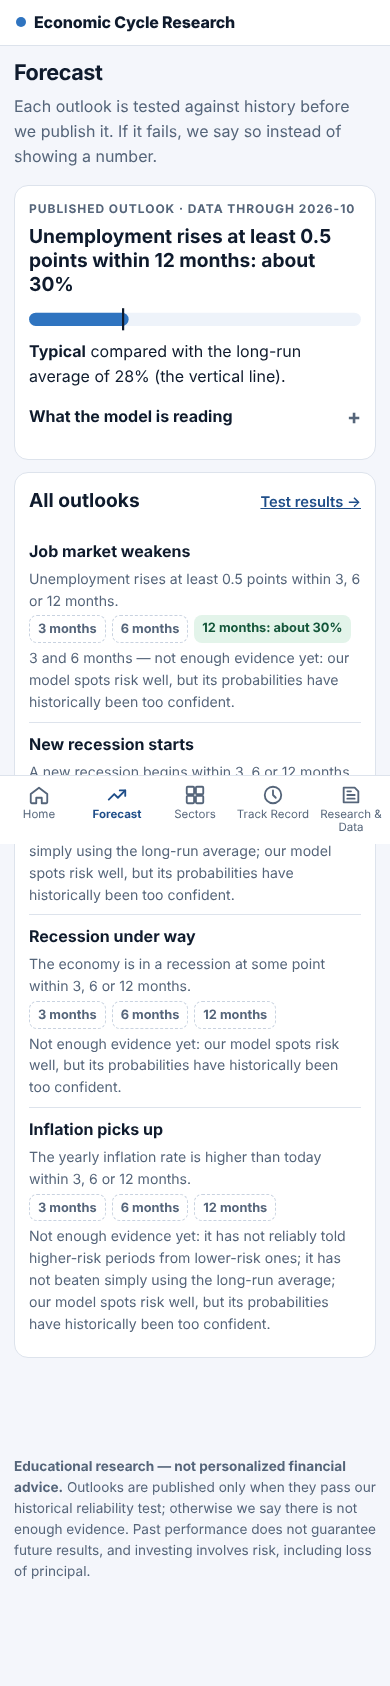 Economic Cycle Research
Forecast
Each outlook is tested against history before
we publish it. If it fails, we say so instead of
showing a number.
PUBLISHED OUTLOOK · DATA THROUGH 2026-10
Unemployment rises at least 0.5
points within 12 months: about
30%
Typical compared with the long-run
average of 28% (the vertical line).
What the model is reading +
All outlooks Test results →
Job market weakens
Unemployment rises at least 0.5 points within 3, 6
or 12 months.
3 months 6 months 12 months: about 30%
3 and 6 months — not enough evidence yet: our
model spots risk well, but its probabilities have
historically been too confident.
New recession starts
A new recession begins within 3, 6 or 12 months.
Home Forecast Sectors Track Record Research &
Data
simply using the long-run average; our model
spots risk well, but its probabilities have
historically been too confident.
Recession under way
The economy is in a recession at some point
within 3, 6 or 12 months.
3 months 6 months 12 months
Not enough evidence yet: our model spots risk
well, but its probabilities have historically been
too confident.
Inflation picks up
The yearly inflation rate is higher than today
within 3, 6 or 12 months.
3 months 6 months 12 months
Not enough evidence yet: it has not reliably told
higher-risk periods from lower-risk ones; it has
not beaten simply using the long-run average;
our model spots risk well, but its probabilities
have historically been too confident.
Educational research — not personalized financial
advice. Outlooks are published only when they pass our
historical reliability test; otherwise we say there is not
enough evidence. Past performance does not guarantee
future results, and investing involves risk, including loss
of principal.